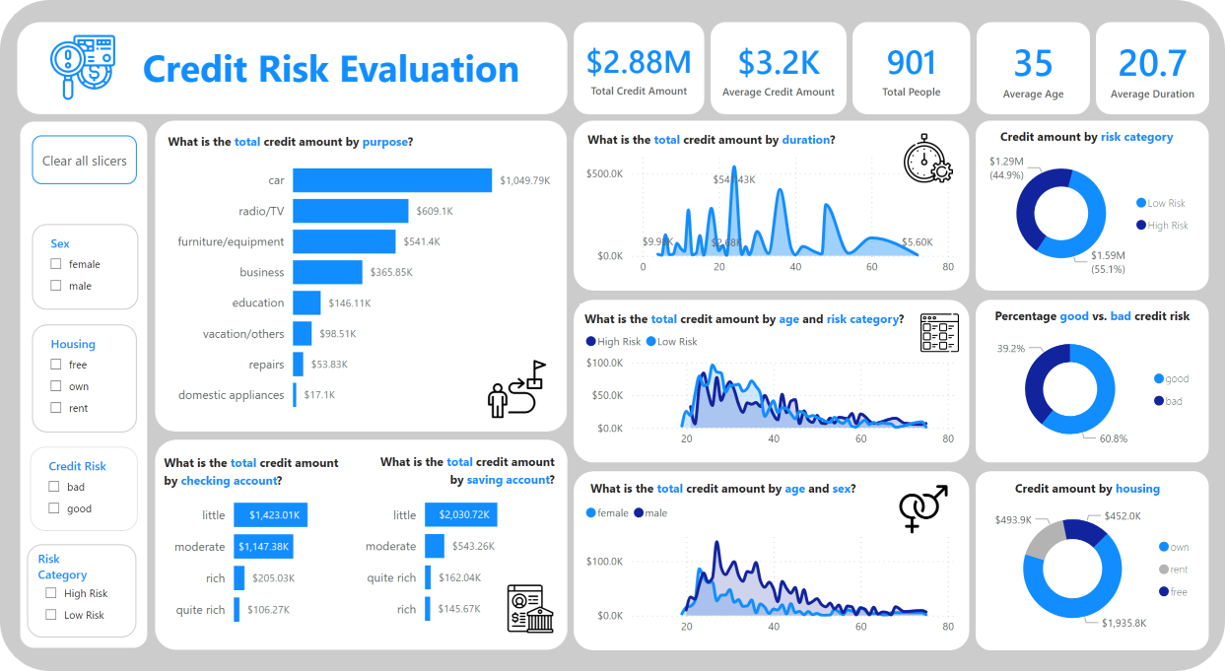 Credit Risk Evaluation
$2.88M
Total Credit Amount
$3.2K
Average Credit Amount
901
Total People
35
Average Age
20.7
Average Duration
Clear all slicers
Sex
female
male
Housing
free
own
rent
Credit Risk
bad
good
Risk
Category
High Risk
Low Risk
What is the total credit amount by purpose?
car
$1,049.79K
radio/TV
$609.1K
furniture/equipment
$541.4K
business
$365.85K
education
$146.11K
vacation/others
$98.51K
repairs
$53.83K
domestic appliances
$17.1K
What is the total credit amount
by checking account?
little
$1,423.01K
moderate
$1,147.38K
rich
$205.03K
quite rich
$106.27K
What is the total credit amount
by saving account?
little
$2,030.72K
moderate
$543.26K
quite rich
$162.04K
rich
$145.67K
What is the total credit amount by duration?
$500.0K
$0.0K
$5.60K
0
20
40
60
80
What is the total credit amount by age and risk category?
High Risk
Low Risk
$100.0K
$50.0K
$0.0K
20
40
60
80
What is the total credit amount by age and sex?
female
male
$100.0K
$0.0K
20
40
60
80
Credit amount by risk category
$1.29M
(44.9%)
Low Risk
High Risk
$1.59M
(55.1%)
Percentage good vs. bad credit risk
39.2%
good
bad
60.8%
Credit amount by housing
$493.9K
$452.0K
own
rent
free
$1,935.8K